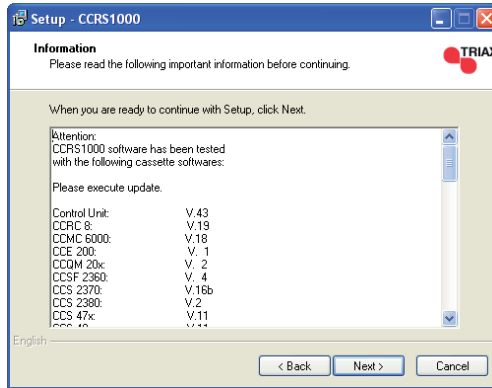 Setup - CCRS1000
Information
Please read the following important information before continuing.
TRIAX
When you are ready to continue with Setup, click Next.
Attention:
CCRS1000 software has been tested
with the following cassette softwares:
Please execute update.
Control Unit: V.43
CCRC 8: V.19
CCMC 6000: V.18
CCE 200: V. 1
CCQM 20x: V. 2
CCSF 2360: V. 4
CCS 2370: V.16b
CCS 2380: V.2
CCS 47x: V.11
English
< Back
Next >
Cancel